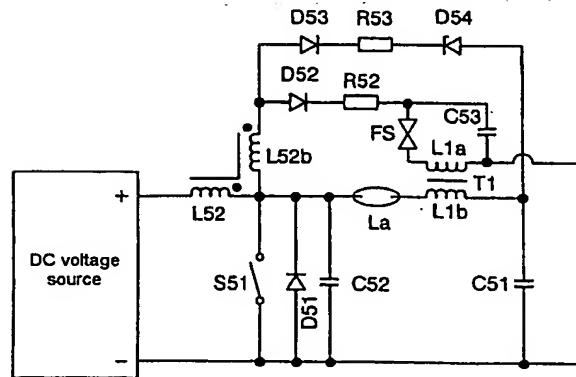 D53 R53 D54
D52 R52
C53
FS
L52b
L1a
T1
+
L52
La
L1b
DC voltage
source
S51
D51
C52
C51
−